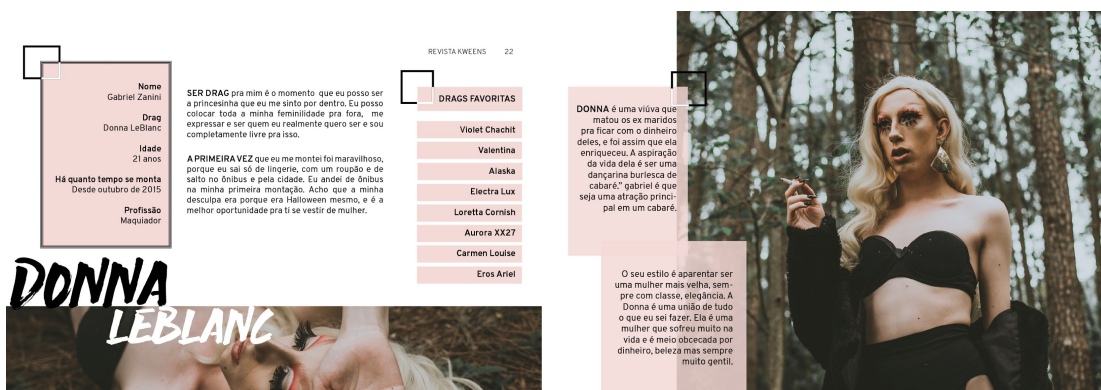 REVISTA KWEENS 22
Nome
Gabriel Zanini
Drag
Donna LeBlanc
Idade
21 anos
Há quanto tempo se monta
Desde outubro de 2015
Profissão
Maquiador
SER DRAG pra mim é o momento que eu posso ser
a princesinha que eu me sinto por dentro. Eu posso
colocar toda a minha feminilidade pra fora, me
expressar e ser quem eu realmente quero ser e sou
completamente livre pra isso.
A PRIMEIRA VEZ que eu me montei foi maravilhoso,
porque eu sai só de lingerie, com um roupão e de
salto no ônibus e pela cidade. Eu andei de ônibus
na minha primeira montação. Acho que a minha
desculpa era porque era Halloween mesmo, e é a
melhor oportunidade pra ti se vestir de mulher.
DRAGS FAVORITAS
Violet Chachit
Valentina
Alaska
Electra Lux
Loretta Cornish
Aurora XX27
Carmen Louise
Eros Ariel
DONNA
LEBLANC
DONNA é uma viúva que
matou os ex maridos
pra ficar com o dinheiro
deles, e foi assim que ela
enriqueceu. A aspiração
da vida dela é ser uma
dançarina burlesca de
cabaré." gabriel é que
seja uma atração princi-
pal em um cabaré.
O seu estilo é aparentar ser
uma mulher mais velha, sem-
pre com classe, elegância. A
Donna é uma união de tudo
o que eu sei fazer. Ela é uma
mulher que sofreu muito na
vida e é meio obcecada por
dinheiro, beleza mas sempre
muito gentil.